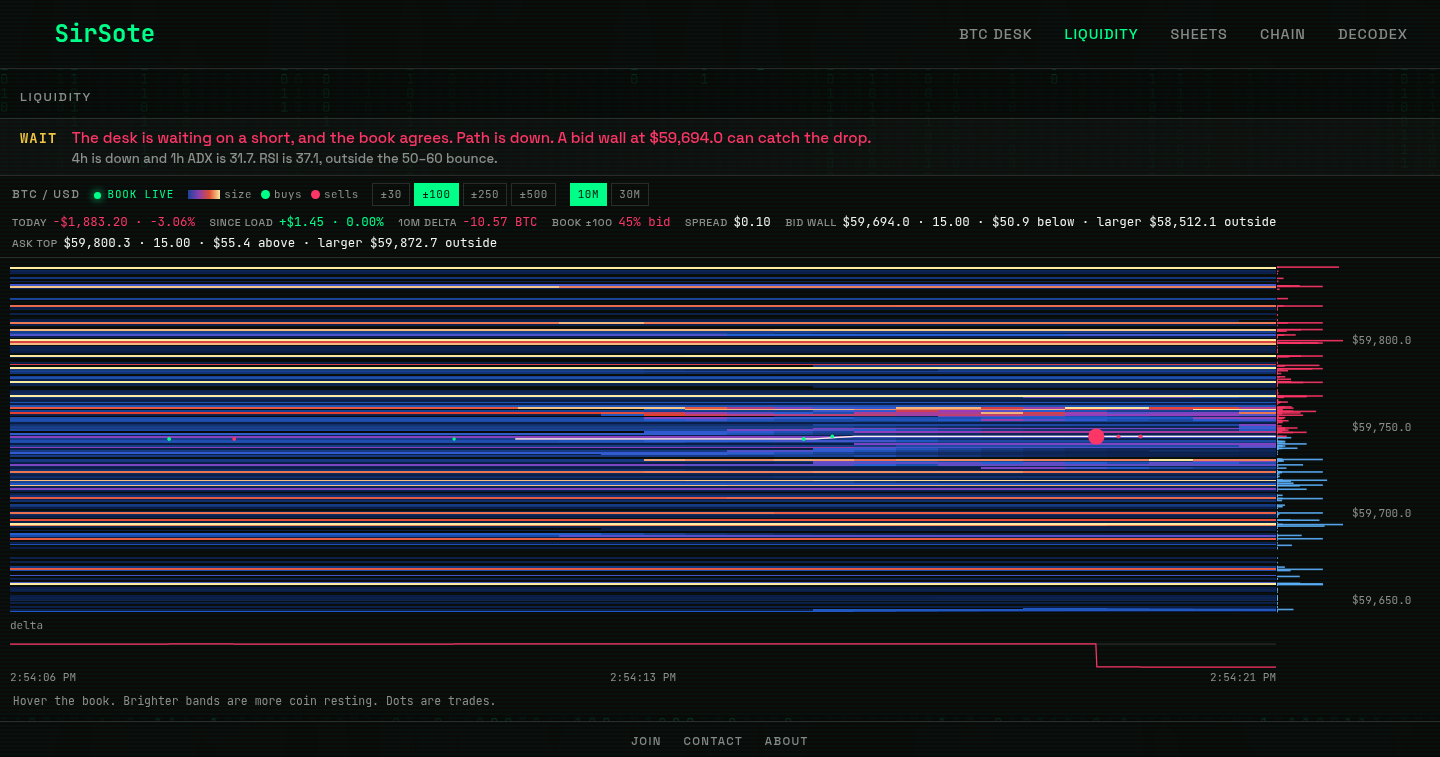 SirSote
BTC DESK LIQUIDITY SHEETS CHAIN DECODEX
LIQUIDITY
WAIT The desk is waiting on a short, and the book agrees. Path is down. A bid wall at $59,694.0 can catch the drop.
4h is down and 1h ADX is 31.7. RSI is 37.1, outside the 50–60 bounce.
BTC / USD BOOK LIVE size buys sells ±30 ±100 ±250 ±500 10M 30M
TODAY -$1,883.20 · -3.06% SINCE LOAD +$1.45 · 0.00% 10M DELTA -10.57 BTC BOOK ±100 45% bid SPREAD $0.10 BID WALL $59,694.0 · 15.00 · $50.9 below · larger $58,512.1 outside
ASK TOP $59,800.3 · 15.00 · $55.4 above · larger $59,872.7 outside
$59,800.0
$59,750.0
$59,700.0
$59,650.0
delta
2:54:06 PM 2:54:13 PM 2:54:21 PM
Hover the book. Brighter bands are more coin resting. Dots are trades.
JOIN CONTACT ABOUT